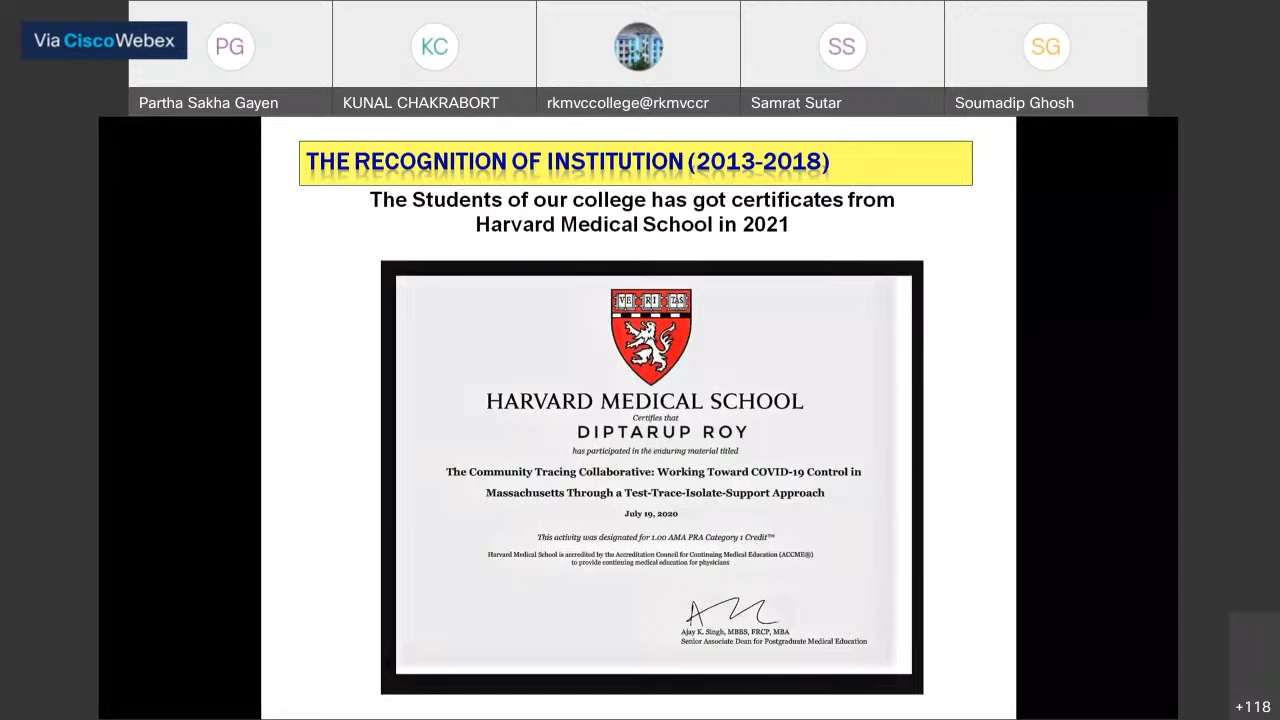 Via CiscoWebex
PG
KC
SS
SG
Partha Sakha Gayen
KUNAL CHAKRABORT
rkmvccollege@rkmvccr
Samrat Sutar
Soumadip Ghosh
THE RECOGNITION OF INSTITUTION (2013-2018)
The Students of our college has got certificates from
Harvard Medical School in 2021
VE RI TAS
HARVARD MEDICAL SCHOOL
Certifies that
DIPTARUP ROY
has participated in the enduring material titled
The Community Tracing Collaborative: Working Toward COVID-19 Control in
Massachusetts Through a Test-Trace-Isolate-Support Approach
July 19, 2020
This activity was designated for 1.00 AMA PRA Category 1 Credit™
Harvard Medical School is accredited by the Accreditation Council for Continuing Medical Education (ACCME®)
to provide continuing medical education for physicians
Ajay K. Singh, MBBS, FRCP, MBA
Senior Associate Dean for Postgraduate Medical Education
+118